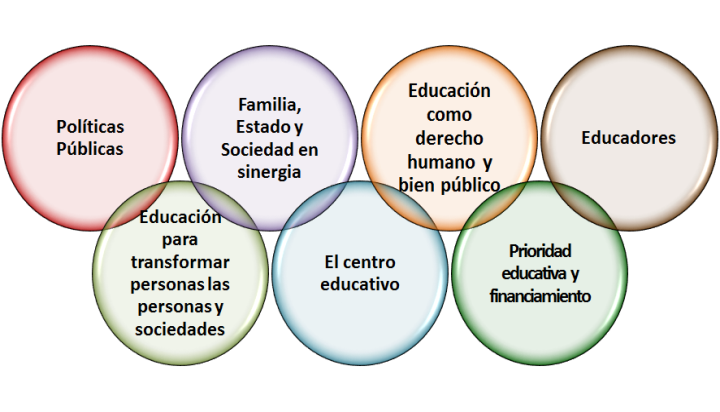 Políticas
Públicas
Familia,
Estado y
Sociedad en
sinergia
Educación
como
derecho
humano y
bien público
Educadores
Educación
para
transformar
personas las
personas y
sociedades
El centro
educativo
Prioridad
educativa y
financiamiento